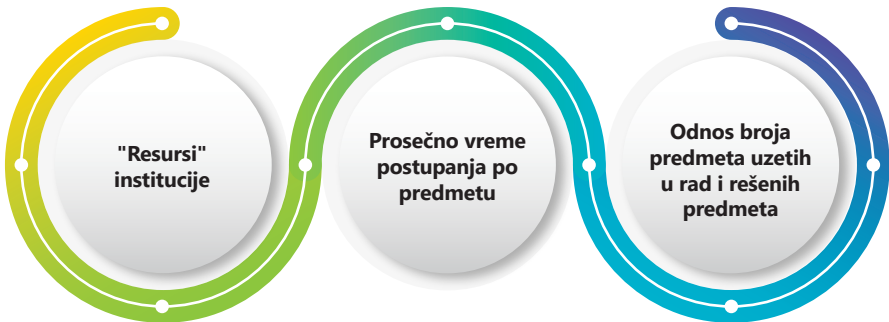 "Resursi"
institucije
Prosečno vreme
postupanja po
predmetu
Odnos broja
predmeta uzetih
u rad i rešenih
predmeta